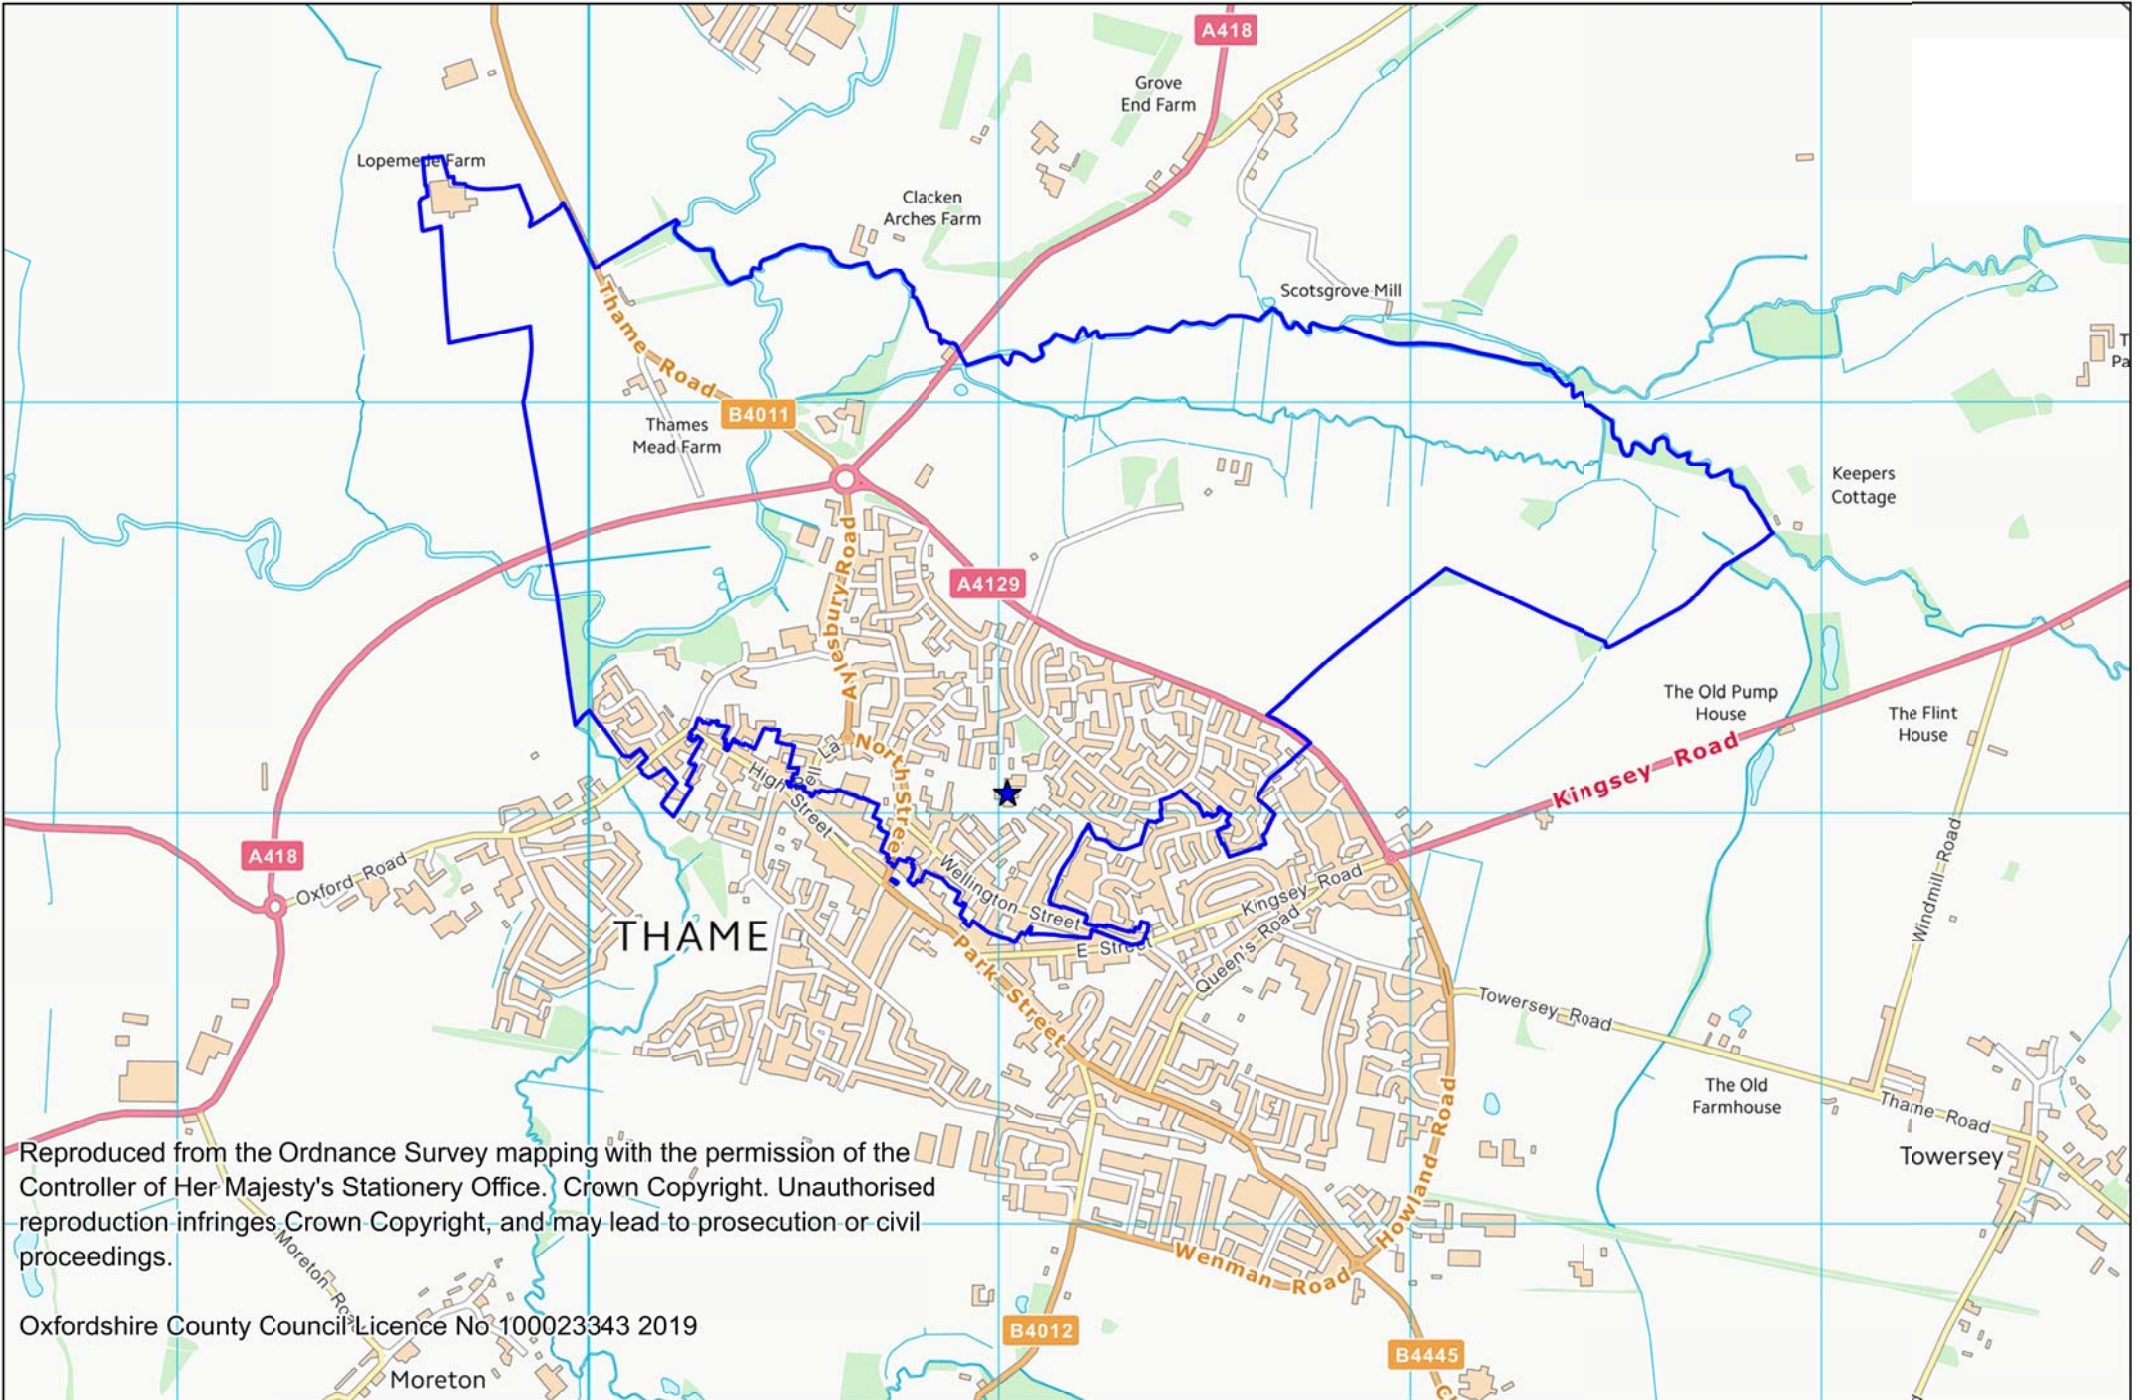 A418
Grove
End Farm
Lopemede Farm
Clacken
Arches Farm
Scotsgrove Mill
Thame Road
B4011
Thames
Mead Farm
Keepers
Cottage
A4129
Aylesbury Road
The Old Pump
House
The Flint
House
Kingsey Road
North Street
High Street
A418
Oxford Road
Wellington Street
Kingsey Road
Queen's Road
E Street
THAME
Park Street
Windmill Road
Towersey Road
The Old
Farmhouse
Thame Road
Towersey
Howland Road
Wenman Road
Reproduced from the Ordnance Survey mapping with the permission of the
Controller of Her Majesty's Stationery Office. Crown Copyright. Unauthorised
reproduction infringes Crown Copyright, and may lead to prosecution or civil
proceedings.
Moreton Road
Oxfordshire County Council Licence No 100023343 2019
B4012
B4445
Moreton